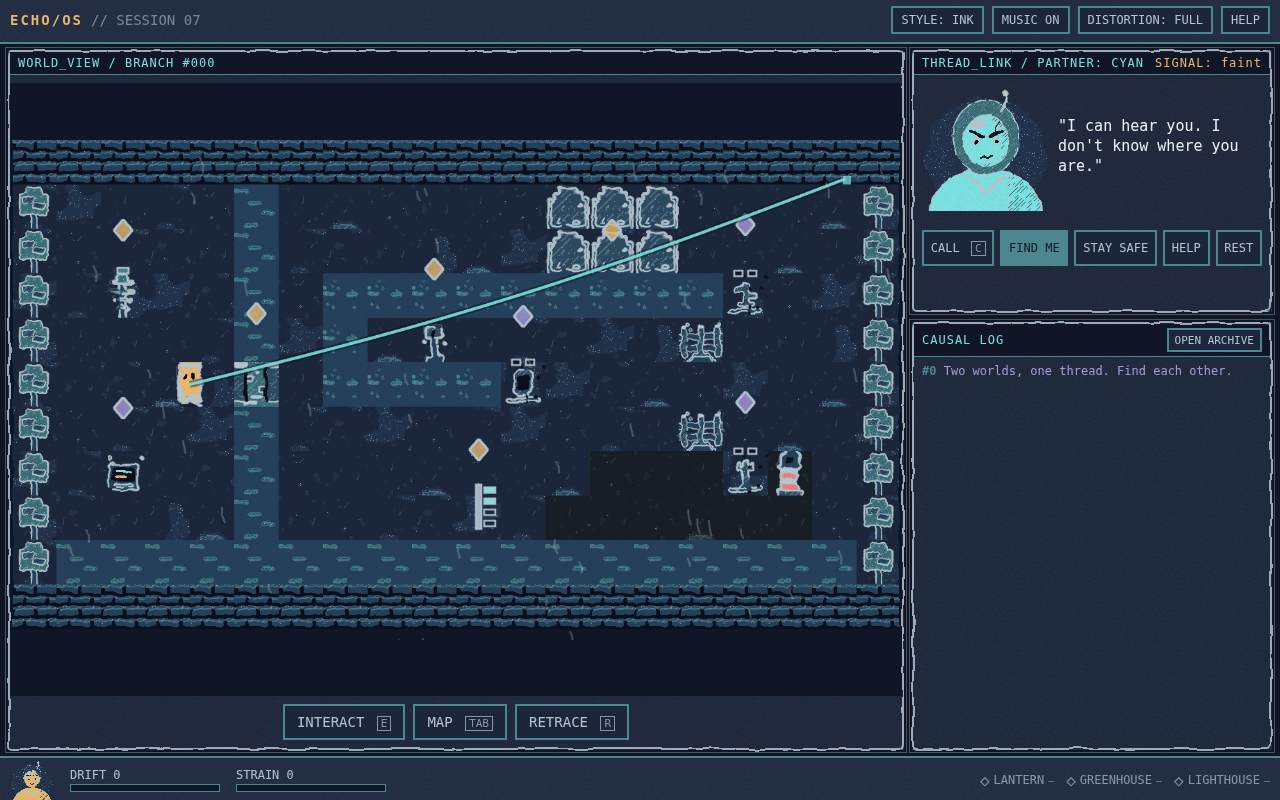 ECHO/OS // SESSION 07
STYLE: INK
MUSIC ON
DISTORTION: FULL
HELP
WORLD_VIEW / BRANCH #000
THREAD_LINK / PARTNER: CYAN
SIGNAL: faint
"I can hear you. I
don't know where you
are."
CALL C
FIND ME
STAY SAFE
HELP
REST
CAUSAL LOG
OPEN ARCHIVE
#0 Two worlds, one thread. Find each other.
INTERACT E
MAP TAB
RETRACE R
DRIFT 0
STRAIN 0
◇ LANTERN —
◇ GREENHOUSE —
◇ LIGHTHOUSE —